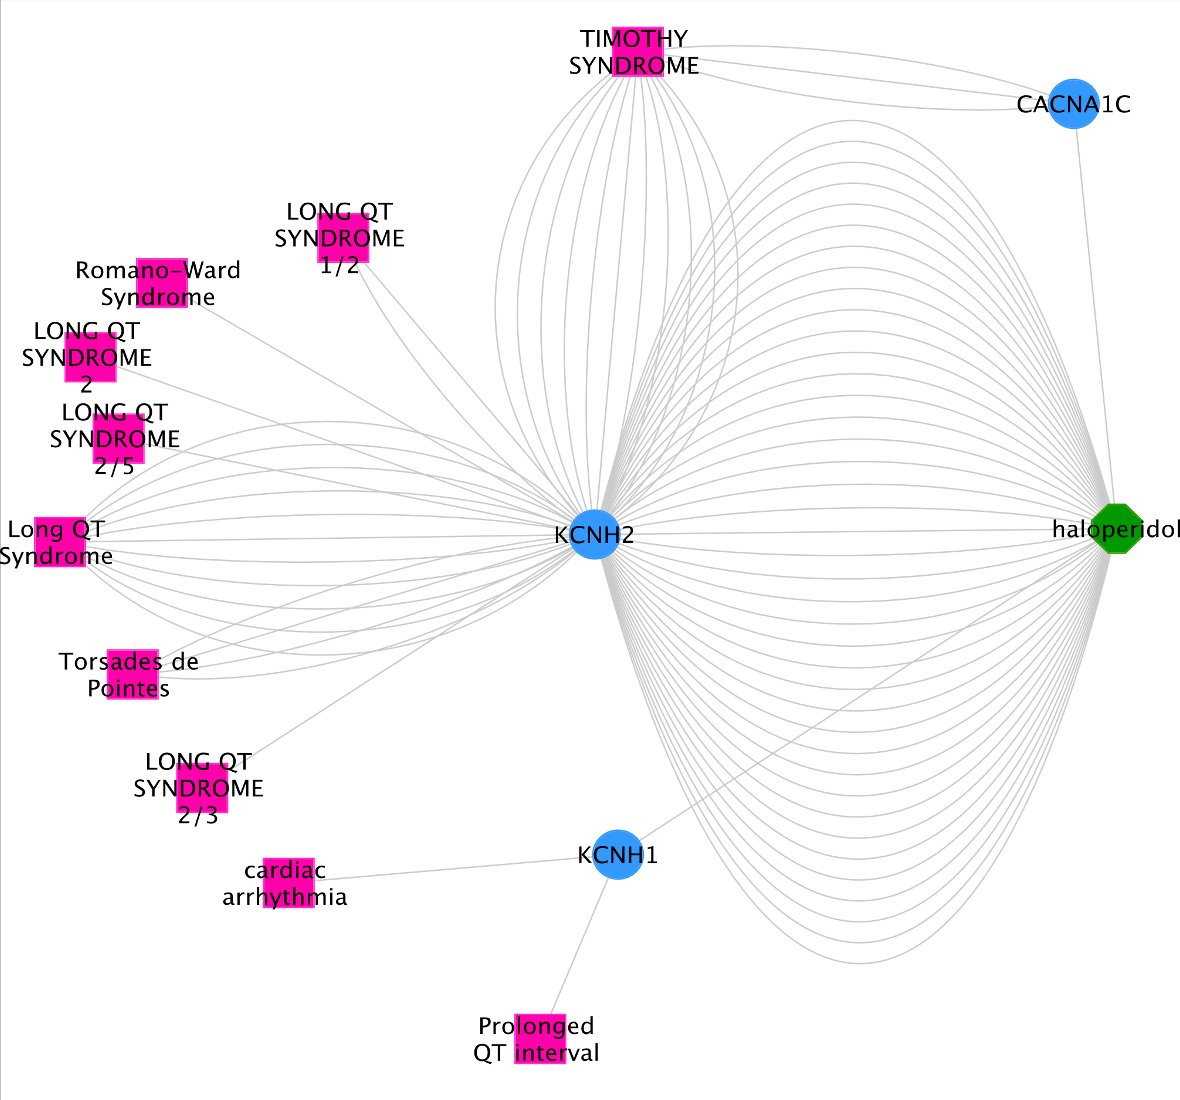 TIMOTHY
SYNDROME
CACNA1C
LONG QT
SYNDROME
1/2
Romano-Ward
Syndrome
LONG QT
SYNDROME
2
LONG QT
SYNDROME
2/5
Long QT
Syndrome
KCNH2
haloperidol
Torsades de
Pointes
LONG QT
SYNDROME
2/3
KCNH1
cardiac
arrhythmia
Prolonged
QT interval